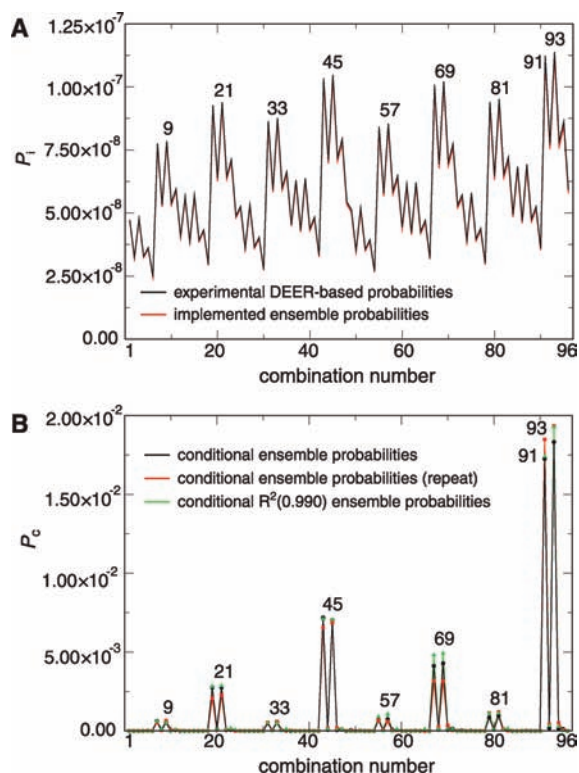 A
1.25×10⁻⁷
1.00×10⁻⁷
7.50×10⁻⁸
5.00×10⁻⁸
2.50×10⁻⁸
0.00
Pᵢ
9
21
33
45
57
69
81
91
93
experimental DEER-based probabilities
implemented ensemble probabilities
1 20 40 60 80 96
combination number
B
2.00×10⁻²
1.50×10⁻²
1.00×10⁻²
5.00×10⁻³
0.00
P_c
conditional ensemble probabilities
conditional ensemble probabilities (repeat)
conditional R²(0.990) ensemble probabilities
93
91
9
21
33
45
57
69
81
1 20 40 60 80 96
combination number